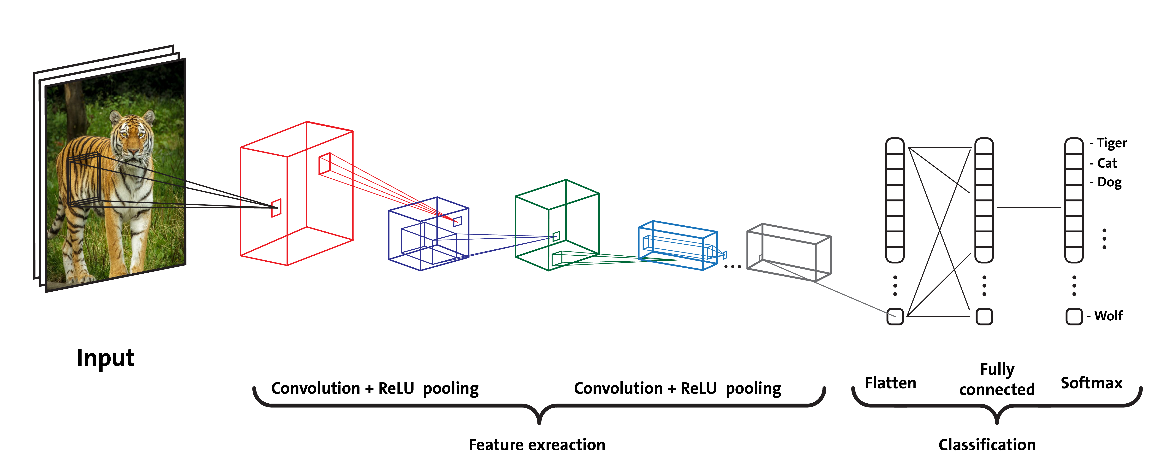 - Tiger
- Cat
- Dog
- Wolf
Input
Convolution + ReLU pooling
Convolution + ReLU pooling
Flatten
Fully
connected
Softmax
Feature exreaction
Classification